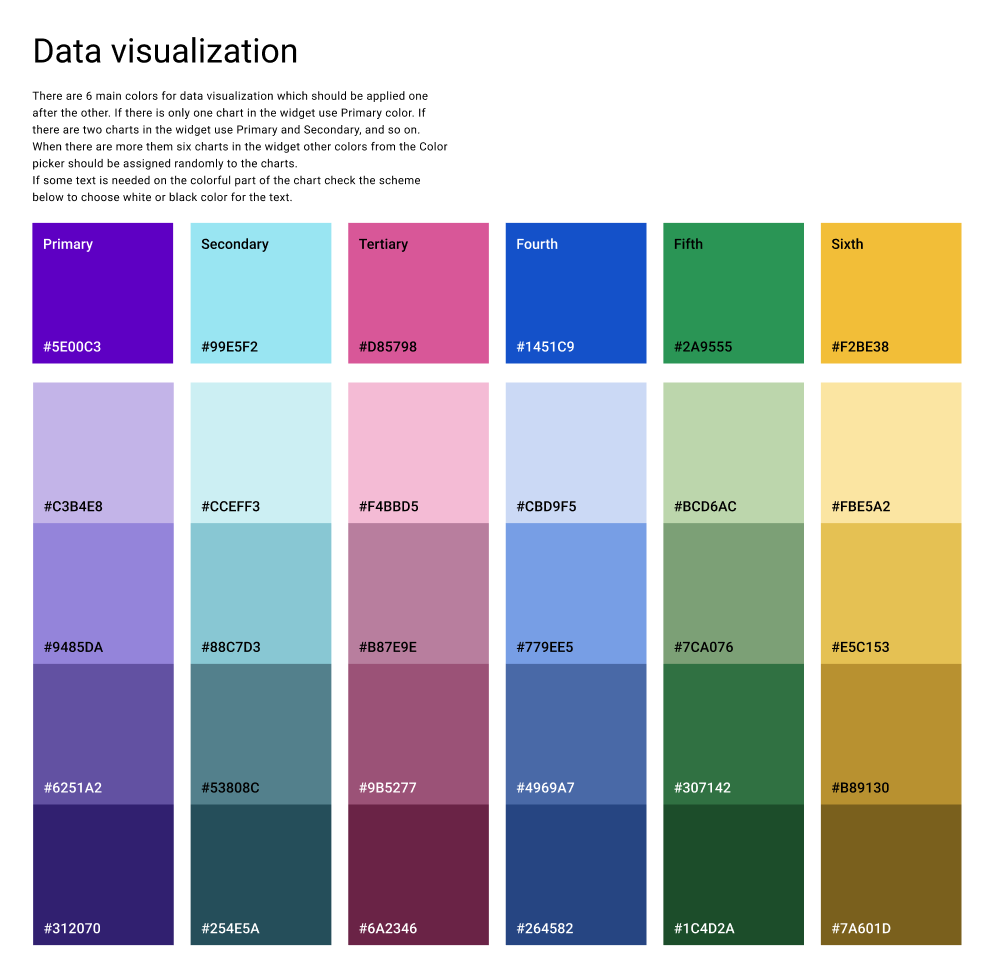 Data visualization
There are 6 main colors for data visualization which should be applied one
after the other. If there is only one chart in the widget use Primary color. If
there are two charts in the widget use Primary and Secondary, and so on.
When there are more them six charts in the widget other colors from the Color
picker should be assigned randomly to the charts.
If some text is needed on the colorful part of the chart check the scheme
below to choose white or black color for the text.
Primary Secondary Tertiary Fourth Fifth Sixth
#5E00C3 #99E5F2 #D85798 #1451C9 #2A9555 #F2BE38
#C3B4E8 #CCEFF3 #F4BBD5 #CBD9F5 #BCD6AC #FBE5A2
#9485DA #88C7D3 #B87E9E #779EE5 #7CA076 #E5C153
#6251A2 #53808C #9B5277 #4969A7 #307142 #B89130
#312070 #254E5A #6A2346 #264582 #1C4D2A #7A601D